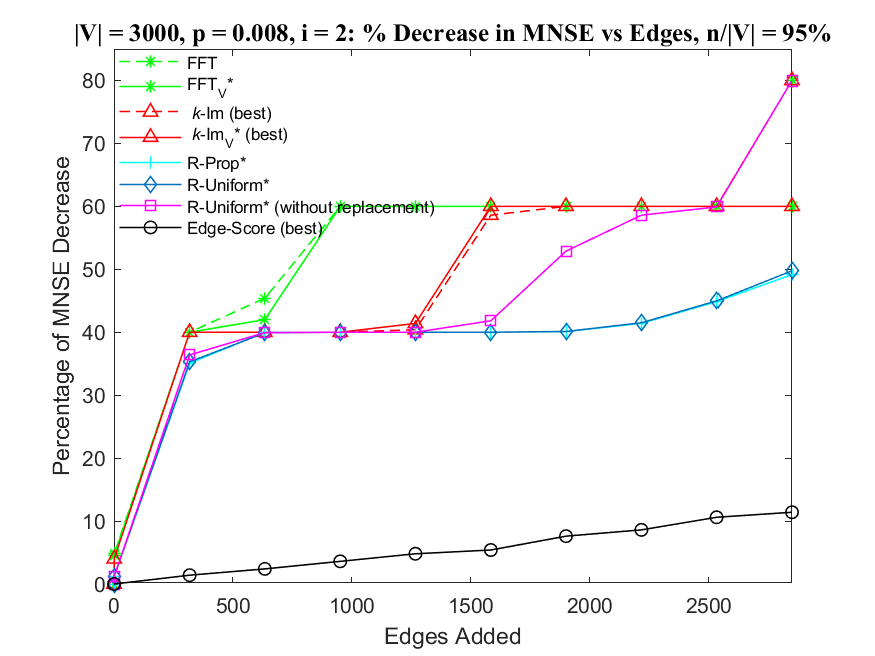 |V| = 3000, p = 0.008, i = 2: % Decrease in MNSE vs Edges, n/|V| = 95%
FFT
FFT_V*
k-Im (best)
k-Im_V* (best)
R-Prop*
R-Uniform*
R-Uniform* (without replacement)
Edge-Score (best)
80
70
60
50
40
30
20
10
0
Percentage of MNSE Decrease
0 500 1000 1500 2000 2500
Edges Added